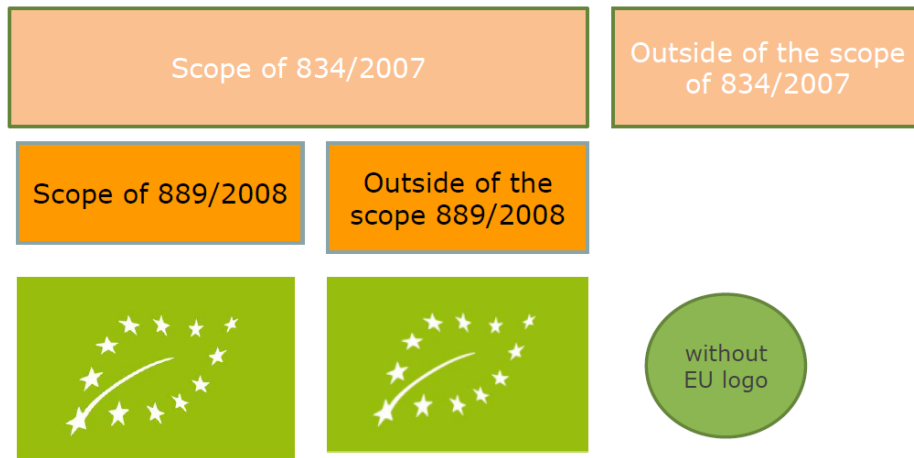 Scope of 834/2007
Outside of the scope
of 834/2007
Scope of 889/2008
Outside of the
scope 889/2008
without
EU logo